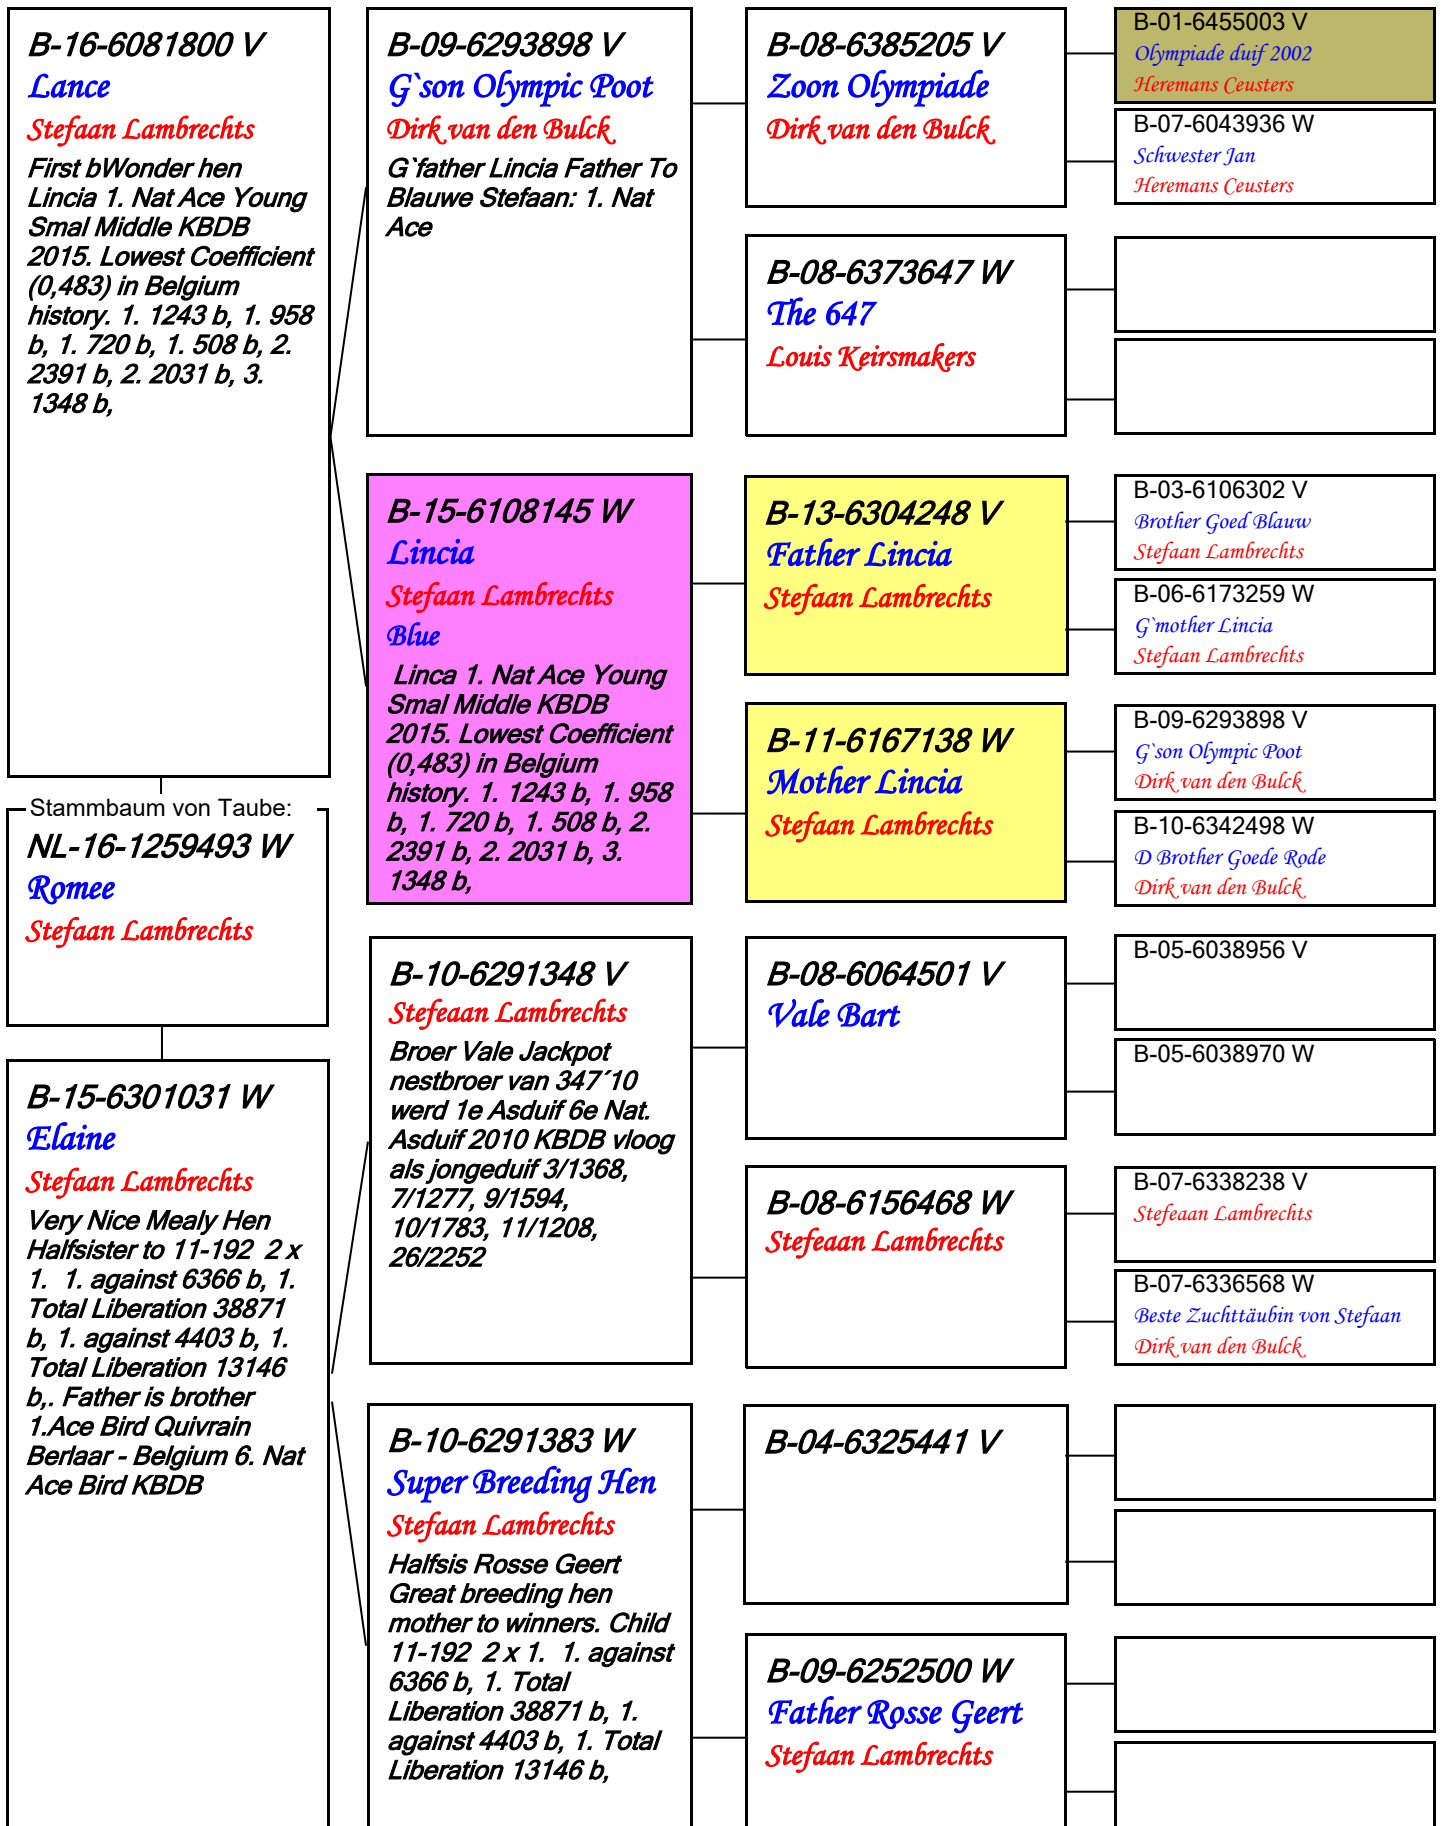 B-16-6081800 V
Lance
Stefaan Lambrechts
First bWonder hen
Lincia 1. Nat Ace Young
Smal Middle KBDB
2015. Lowest Coefficient
(0,483) in Belgium
history. 1. 1243 b, 1. 958
b, 1. 720 b, 1. 508 b, 2.
2391 b, 2. 2031 b, 3.
1348 b,
Stammbaum von Taube:
NL-16-1259493 W
Romee
Stefaan Lambrechts
B-15-6301031 W
Elaine
Stefaan Lambrechts
Very Nice Mealy Hen
Halfsister to 11-192  2 x
1.  1. against 6366 b, 1.
Total Liberation 38871
b, 1. against 4403 b, 1.
Total Liberation 13146
b,. Father is brother
1.Ace Bird Quivrain
Berlaar - Belgium 6. Nat
Ace Bird KBDB
B-09-6293898 V
G`son Olympic Poot
Dirk van den Bulck
G`father Lincia Father To
Blauwe Stefaan: 1. Nat
Ace
B-15-6108145 W
Lincia
Stefaan Lambrechts
Blue
Linca 1. Nat Ace Young
Smal Middle KBDB
2015. Lowest Coefficient
(0,483) in Belgium
history. 1. 1243 b, 1. 958
b, 1. 720 b, 1. 508 b, 2.
2391 b, 2. 2031 b, 3.
1348 b,
B-10-6291348 V
Stefeaan Lambrechts
Broer Vale Jackpot
nestbroer van 347´10
werd 1e Asduif 6e Nat.
Asduif 2010 KBDB vloog
als jongeduif 3/1368,
7/1277, 9/1594,
10/1783, 11/1208,
26/2252
B-10-6291383 W
Super Breeding Hen
Stefaan Lambrechts
Halfsis Rosse Geert
Great breeding hen
mother to winners. Child
11-192  2 x 1.  1. against
6366 b, 1. Total
Liberation 38871 b, 1.
against 4403 b, 1. Total
Liberation 13146 b,
B-08-6385205 V
Zoon Olympiade
Dirk van den Bulck
B-08-6373647 W
The 647
Louis Keirsmakers
B-13-6304248 V
Father Lincia
Stefaan Lambrechts
B-11-6167138 W
Mother Lincia
Stefaan Lambrechts
B-08-6064501 V
Vale Bart
B-08-6156468 W
Stefeaan Lambrechts
B-04-6325441 V
B-09-6252500 W
Father Rosse Geert
Stefaan Lambrechts
B-01-6455003 V
Olympiade duif 2002
Heremans Ceusters
B-07-6043936 W
Schwester Jan
Heremans Ceusters
B-03-6106302 V
Brother Goed Blauw
Stefaan Lambrechts
B-06-6173259 W
G`mother Lincia
Stefaan Lambrechts
B-09-6293898 V
G`son Olympic Poot
Dirk van den Bulck
B-10-6342498 W
D Brother Goede Rode
Dirk van den Bulck
B-05-6038956 V
B-05-6038970 W
B-07-6338238 V
Stefeaan Lambrechts
B-07-6336568 W
Beste Zuchttäubin von Stefaan
Dirk van den Bulck